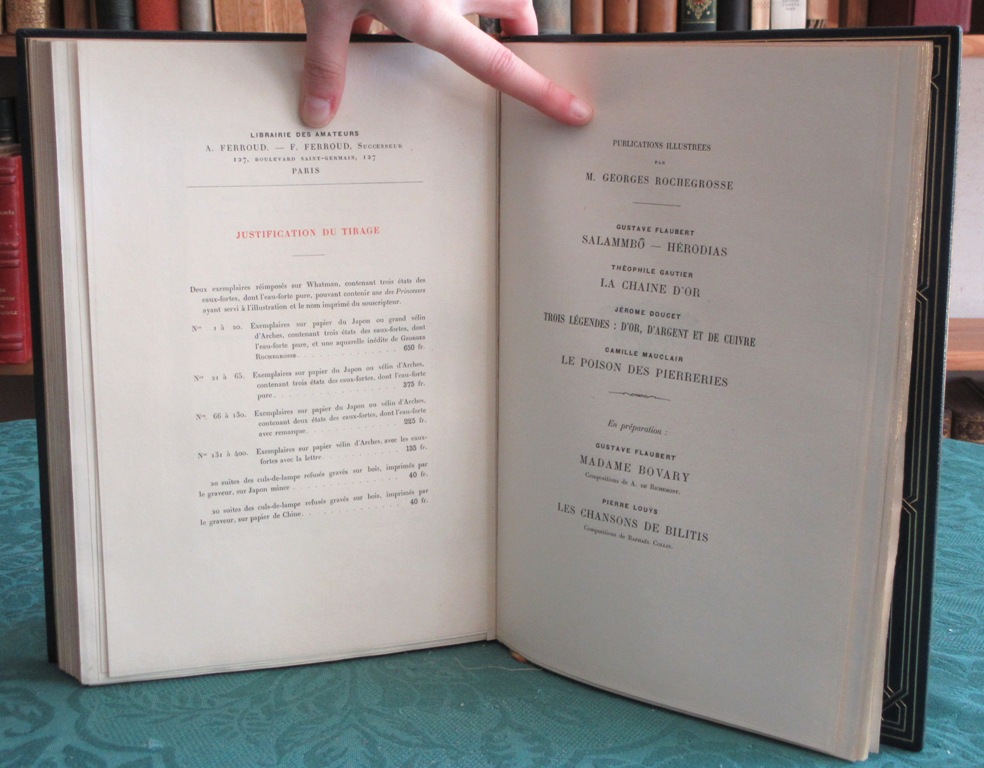 LIBRAIRIE DES AMATEURS
A. FERROUD. — F. FERROUD, Successeur
127, BOULEVARD SAINT-GERMAIN, 127
PARIS
JUSTIFICATION DU TIRAGE
Deux exemplaires réimposés sur Whatman, contenant trois états des
eaux-fortes, dont l'eau-forte pure, pouvant contenir une des Princeurs
ayant servi à l'illustration et le nom imprimé du souscripteur.
Nos 1 à 20. Exemplaires sur papier du Japon ou grand vélin
d'Arches, contenant trois états des eaux-fortes, dont
l'eau-forte pure, et une aquarelle inédite de Georges
Rochegrosse. 650 fr.
Nos 21 à 65. Exemplaires sur papier du Japon ou vélin d'Arches,
contenant trois états des eaux-fortes, dont l'eau-forte
pure. 375 fr.
Nos 66 à 130. Exemplaires sur papier du Japon ou vélin d'Arches,
contenant deux états des eaux-fortes, dont l'eau-forte
avec remarque. 225 fr.
Nos 131 à 400. Exemplaires sur papier vélin d'Arches, avec les eaux-
fortes avec la lettre. 135 fr.
20 suites des culs-de-lampe refusés gravés sur bois, imprimés par
le graveur, sur Japon mince 40 fr.
20 suites des culs-de-lampe refusés gravés sur bois, imprimés par
le graveur, sur papier de Chine. 40 fr.
PUBLICATIONS ILLUSTRÉES
PAR
M. GEORGES ROCHEGROSSE
GUSTAVE FLAUBERT
SALAMMBÔ — HÉRODIAS
THÉOPHILE GAUTIER
LA CHAINE D'OR
JÉROME DOUCET
TROIS LÉGENDES : D'OR, D'ARGENT ET DE CUIVRE
CAMILLE MAUCLAIR
LE POISON DES PIERRERIES
En préparation :
GUSTAVE FLAUBERT
MADAME BOVARY
Compositions de A. de Richemont.
PIERRE LOUŸS
LES CHANSONS DE BILITIS
Compositions de Raphaël Collin.